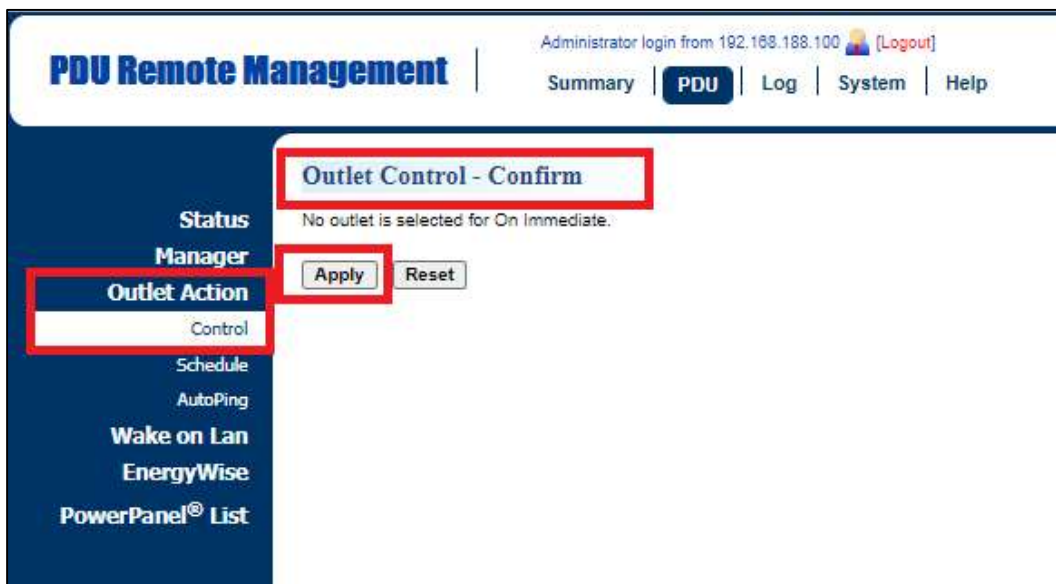 Administrator login from 192.168.188.100 [Logout]
PDU Remote Management
Summary PDU Log System Help
Outlet Control - Confirm
No outlet is selected for On Immediate.
Apply Reset
Status
Manager
Outlet Action
Control
Schedule
AutoPing
Wake on Lan
EnergyWise
PowerPanel® List